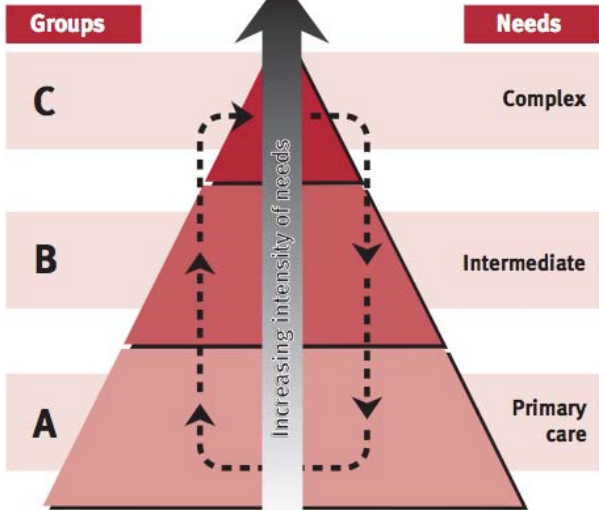 Groups
Needs
C
Complex
B
Intermediate
A
Primary
care
Increasing intensity of needs